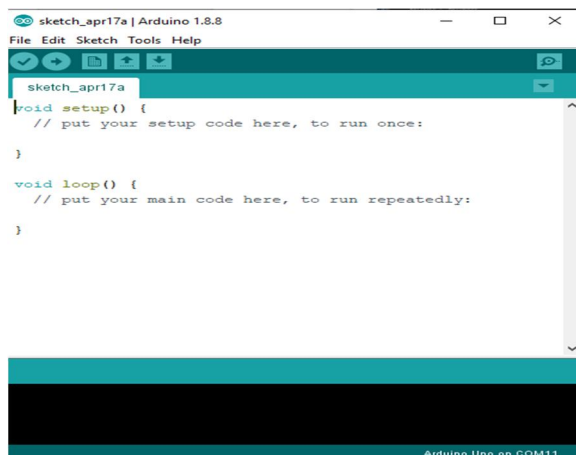 sketch_apr17a | Arduino 1.8.8
File Edit Sketch Tools Help
sketch_apr17a
void setup() {
  // put your setup code here, to run once:
}
void loop() {
  // put your main code here, to run repeatedly:
}
Arduino Uno on COM11